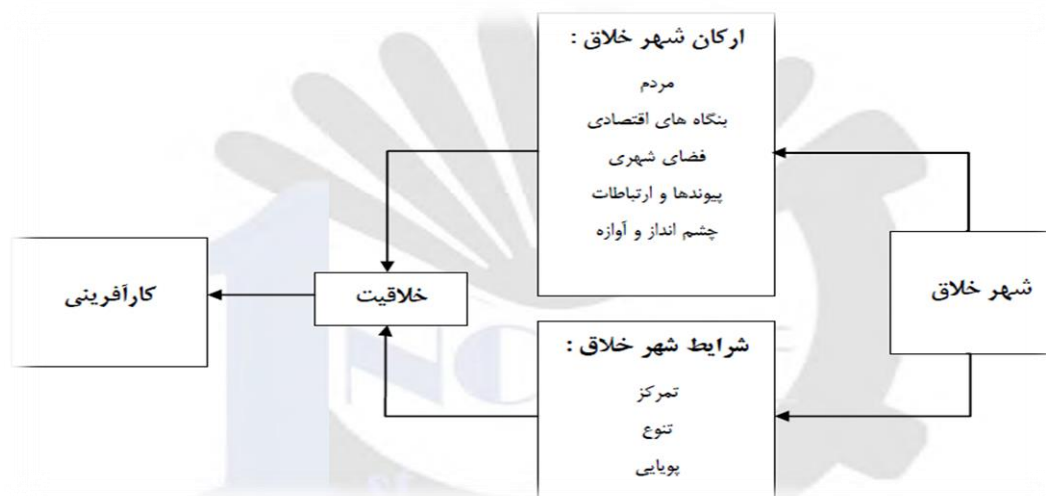 ارکان شهر خلاق :
مردم
بنگاه های اقتصادی
فضای شهری
پیوندها و ارتباطات
چشم انداز و آوازه
شهر خلاق
خلاقیت
کارآفرینی
شرایط شهر خلاق :
تمرکز
تنوع
پویایی